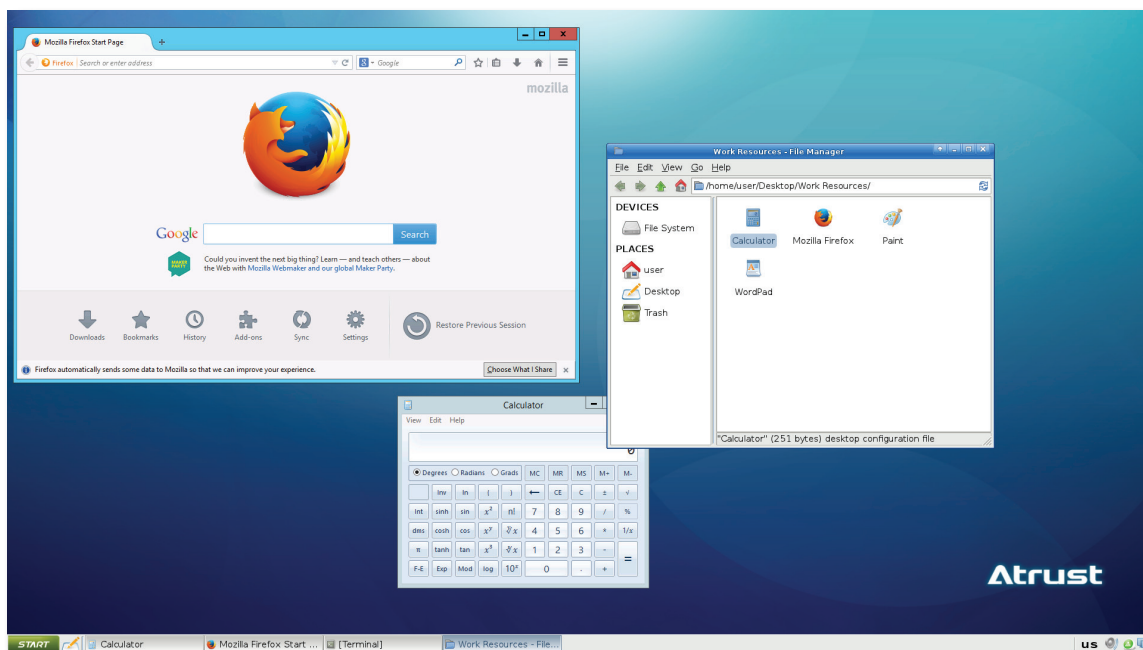 Mozilla Firefox Start Page
Firefox Search or enter address
Google
mozilla
Google
Search
Could you invent the next big thing? Learn — and teach others — about
the Web with Mozilla Webmaker and our global Maker Party.
MAKER
PARTY
Downloads Bookmarks History Add-ons Sync Settings Restore Previous Session
Firefox automatically sends some data to Mozilla so that we can improve your experience.
Choose What I Share
Work Resources - File Manager
File Edit View Go Help
/home/user/Desktop/Work Resources/
DEVICES
File System
PLACES
user
Desktop
Trash
Calculator Mozilla Firefox Paint
WordPad
"Calculator" (251 bytes) desktop configuration file
Calculator
View Edit Help
0
Degrees Radians Grads MC MR MS M+ M-
Inv ln ( ) ← CE C ± √
Int sinh sin x² n! 7 8 9 / %
dms cosh cos xʸ ʸ√x 4 5 6 * 1/x
π tanh tan x³ ³√x 1 2 3 - =
F-E Exp Mod log 10ˣ 0 . +
Atrust
START Calculator Mozilla Firefox Start ... [Terminal] Work Resources - File... us